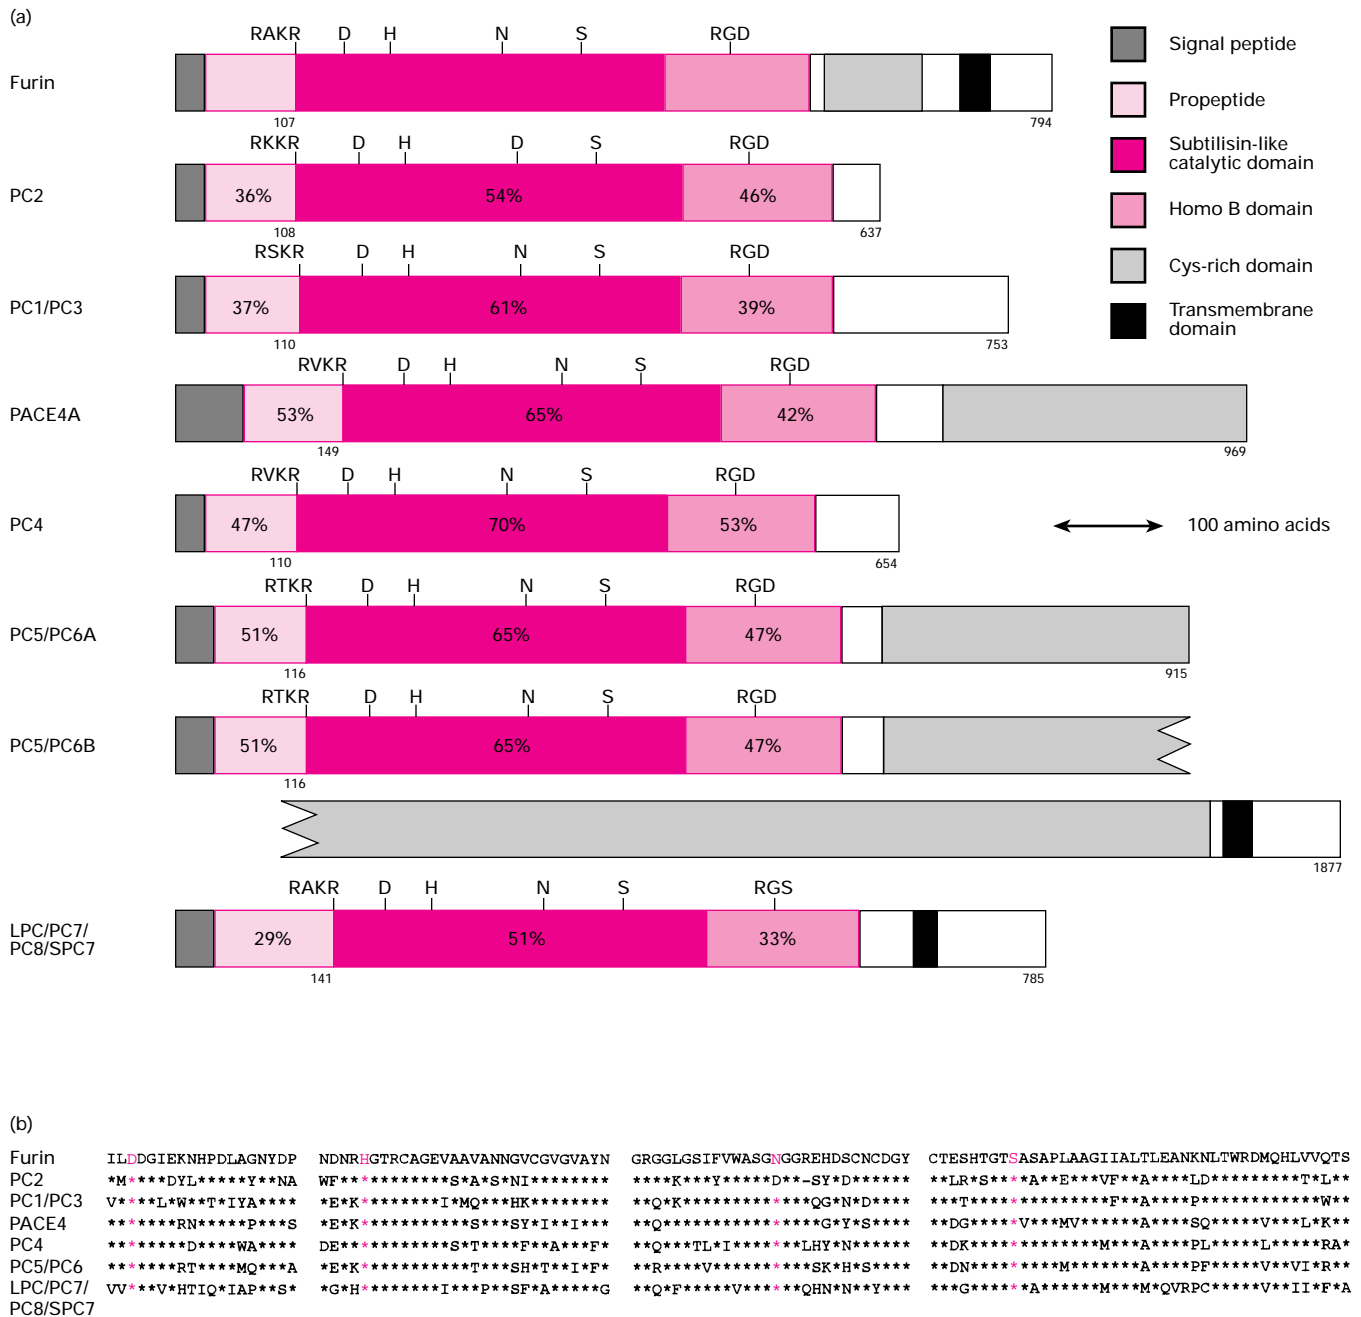 (a)
RAKR D H N S RGD
Furin
107 794
RKKR D H D S RGD
PC2 36% 54% 46%
108 637
RSKR D H N S RGD
PC1/PC3 37% 61% 39%
110 753
RVKR D H N S RGD
PACE4A 53% 65% 42%
149 969
RVKR D H N S RGD
PC4 47% 70% 53%
110 654
RTKR D H N S RGD
PC5/PC6A 51% 65% 47%
116 915
RTKR D H N S RGD
PC5/PC6B 51% 65% 47%
116
1877
RAKR D H N S RGS
LPC/PC7/
PC8/SPC7
29% 51% 33%
141 785
Signal peptide
Propeptide
Subtilisin-like
catalytic domain
Homo B domain
Cys-rich domain
Transmembrane
domain
100 amino acids
(b)
Furin ILDDGIEKNHPDLAGNYDP NDNRHGTRCAGEVAAVANNGVCGVGVAYN GRGGLGSIFVWASGNGGREHDSCNCDGY CTESHTGTSASAPLAAGIIALTLEANKNLTWRDMQHLVVQTS
PC2 *M*****DYL****Y**NA WF***********S*A*S**NI******* ****K***Y*****D**-SY*D****** **LR*S****A**E***VF**A****LD********T*L**
PC1/PC3 V****L*W**T*IYA**** *E*K*********I*MQ***HK******* **Q*K*************QG*N*D**** ***T*************F**A****P**********W**
PACE4 *******RN*****P***S *E*K************S***SY*I**I** **Q****************G*Y*S**** **DG*****V***MV******A****SQ*****V***L*K**
PC4 ********D****WA**** DE************S*T****F**A***F* **Q***TL*I********LHY*N***** **DK***********M***A****PL*****L*****RA*
PC5/PC6 *******RT****MQ***A *E*K************T****SH*T**I*F* **R****V**********SK*H*S**** **DN*************A****PF*****V**VI**R**
LPC/PC7/ VV****V*HTIQ*IAP**S* *G*H**********I***P**SF*A*****G **Q*F******V*****QHN*N**Y*** ***G******A******M***M*QVRPC*****V**II**F*A
PC8/SPC7